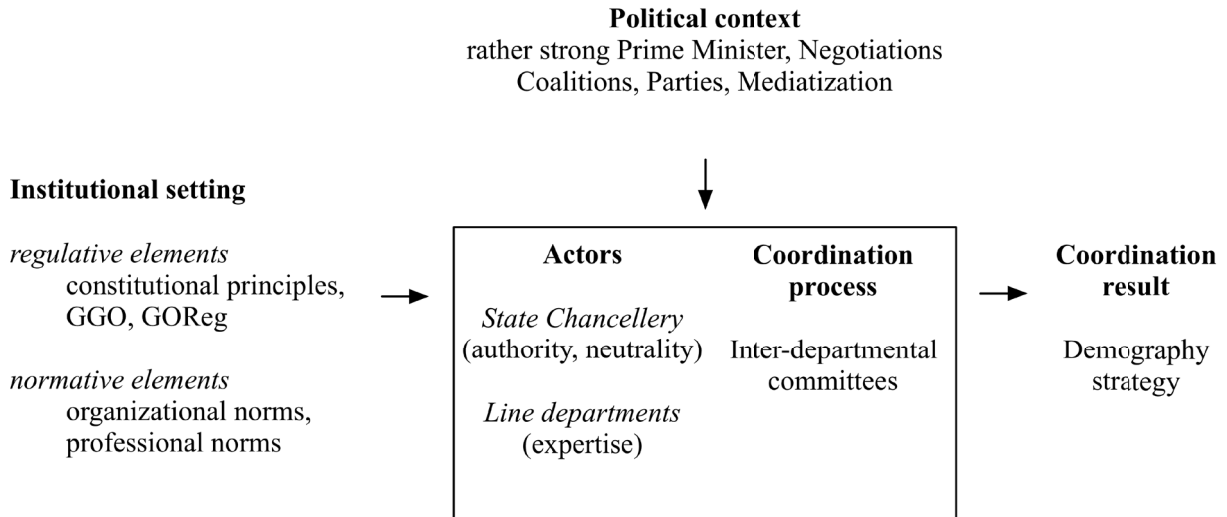 Political context
rather strong Prime Minister, Negotiations
Coalitions, Parties, Mediatization
Institutional setting
regulative elements
constitutional principles,
GGO, GOReg
normative elements
organizational norms,
professional norms
Actors
State Chancellery
(authority, neutrality)
Line departments
(expertise)
Coordination
process
Inter-departmental
committees
Coordination
result
Demography
strategy